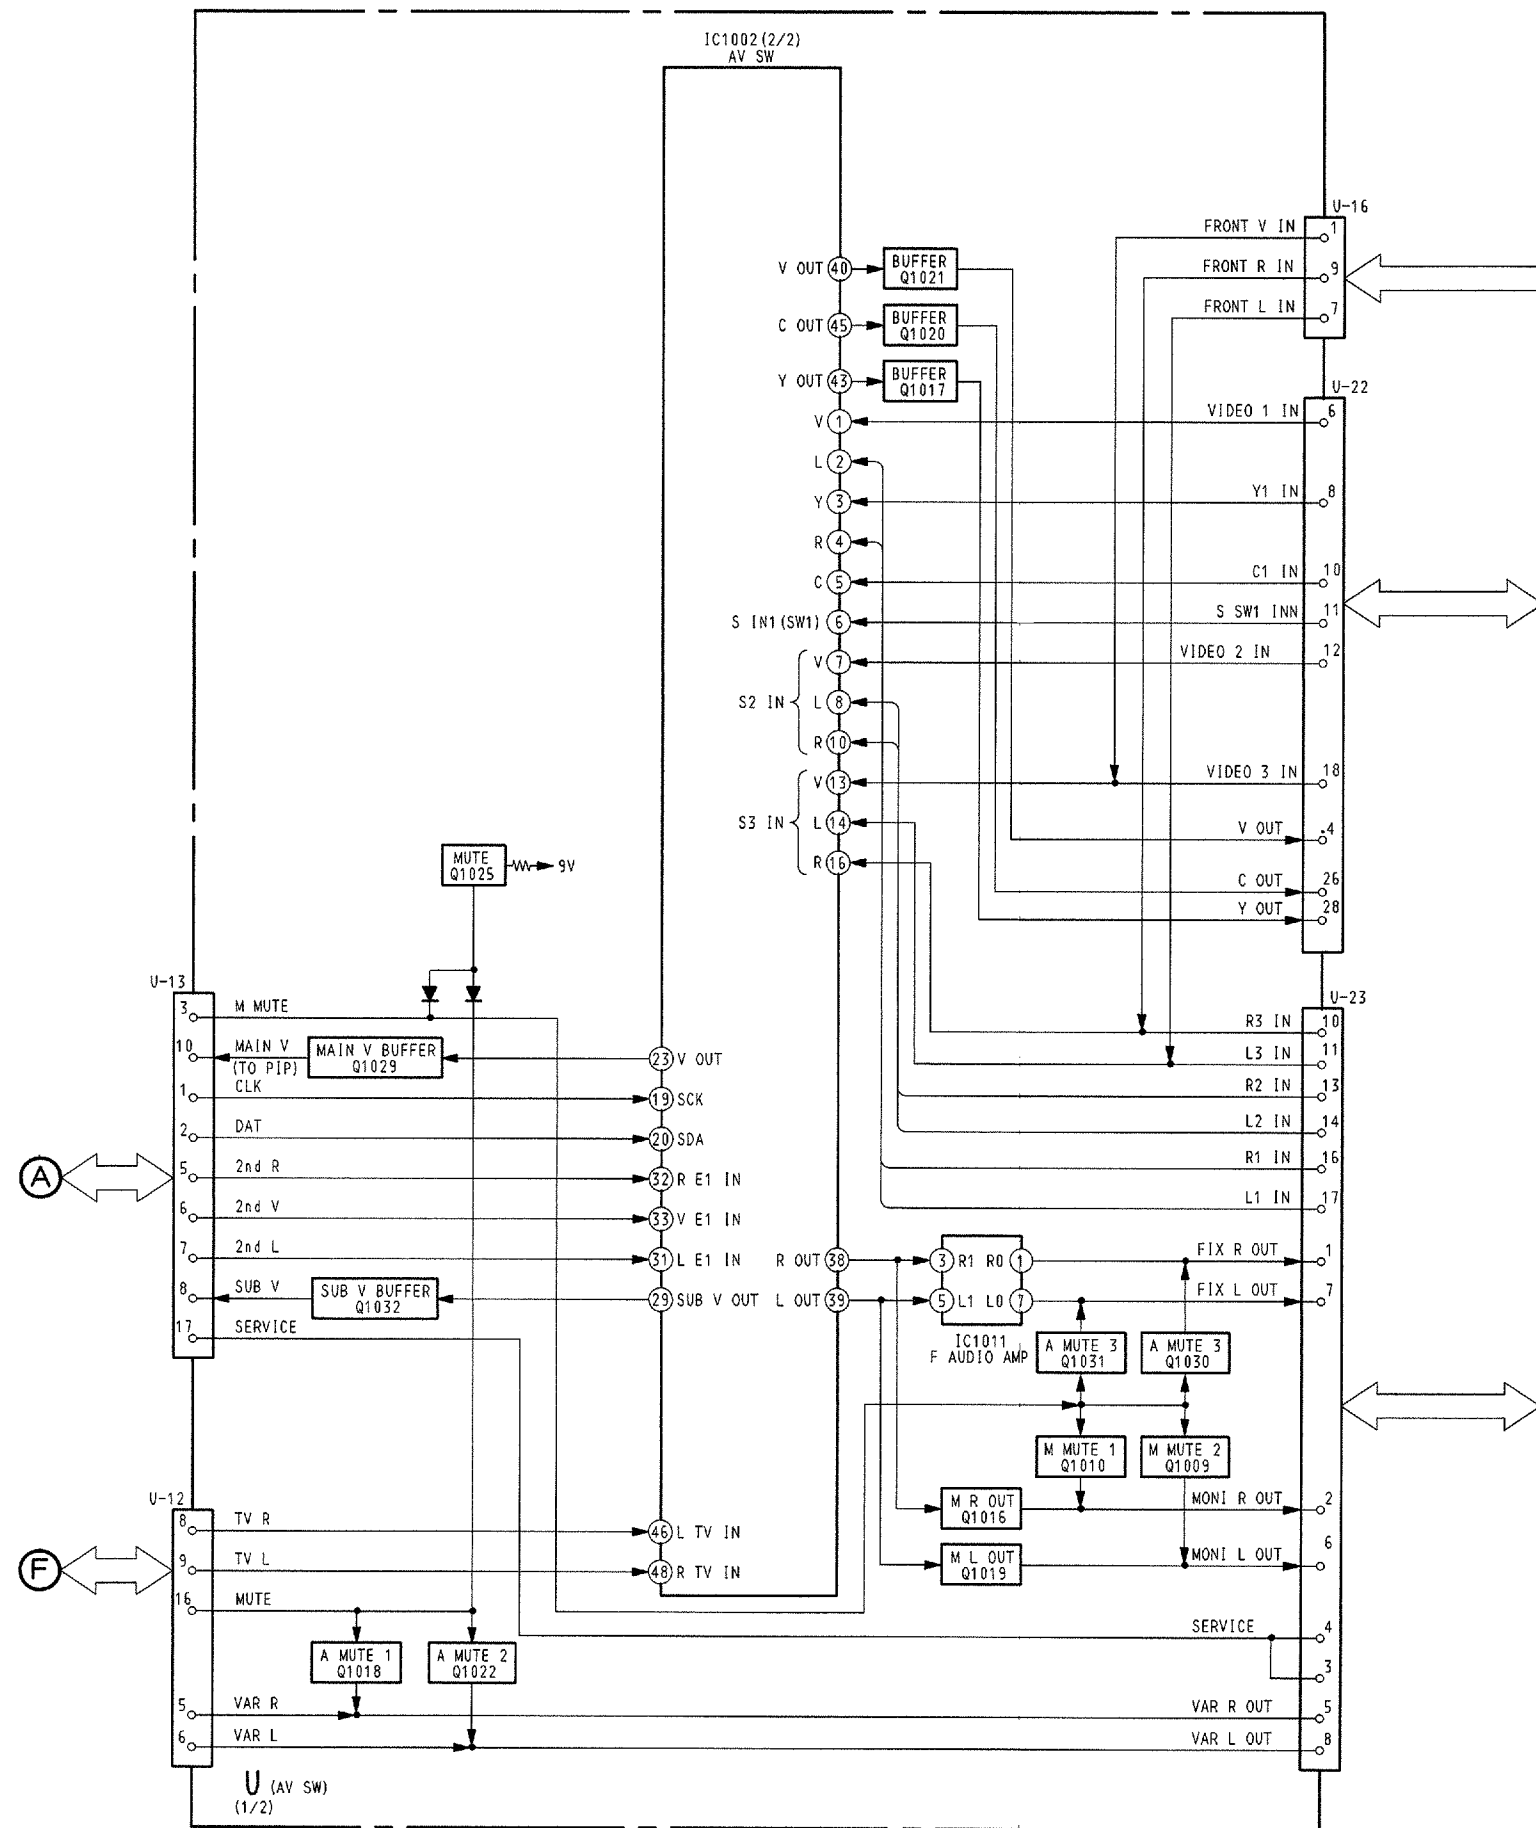 IC1002(2/2)
AV SW
U-16
FRONT V IN 1
FRONT R IN 9
FRONT L IN 7
V OUT 40 BUFFER Q1021
C OUT 45 BUFFER Q1020
Y OUT 43 BUFFER Q1017
U-22
V 1 VIDEO 1 IN 6
L 2
Y 3 Y1 IN 8
R 4
C 5 C1 IN 10
S IN1(SW1) 6 S SW1 INN 11
V 7 VIDEO 2 IN 12
S2 IN L 8
R 10
V 13 VIDEO 3 IN 18
S3 IN L 14
V OUT 4
R 16
C OUT 26
Y OUT 28
MUTE
Q1025
9V
U-13
3 M MUTE
10 MAIN V
(TO PIP)
MAIN V BUFFER
Q1029
23 V OUT
1 CLK 19 SCK
2 DAT 20 SDA
A
5 2nd R 32 R E1 IN
6 2nd V 33 V E1 IN
7 2nd L 31 L E1 IN
8 SUB V
SUB V BUFFER
Q1032
29 SUB V OUT
17 SERVICE
U-23
R3 IN 10
L3 IN 11
R2 IN 13
L2 IN 14
R1 IN 16
L1 IN 17
R OUT 38 3 R1 RO 1 FIX R OUT 1
L OUT 39 5 L1 LO 7 FIX L OUT 7
IC1011
F AUDIO AMP
A MUTE 3
Q1031
A MUTE 3
Q1030
M MUTE 1
Q1010
M MUTE 2
Q1009
M R OUT
Q1016
MONI R OUT 2
M L OUT
Q1019
MONI L OUT 6
U-12
8 TV R 46 L TV IN
F
9 TV L 48 R TV IN
16 MUTE
A MUTE 1
Q1018
A MUTE 2
Q1022
SERVICE 4
3
5 VAR R VAR R OUT 5
6 VAR L VAR L OUT 8
U (AV SW)
(1/2)